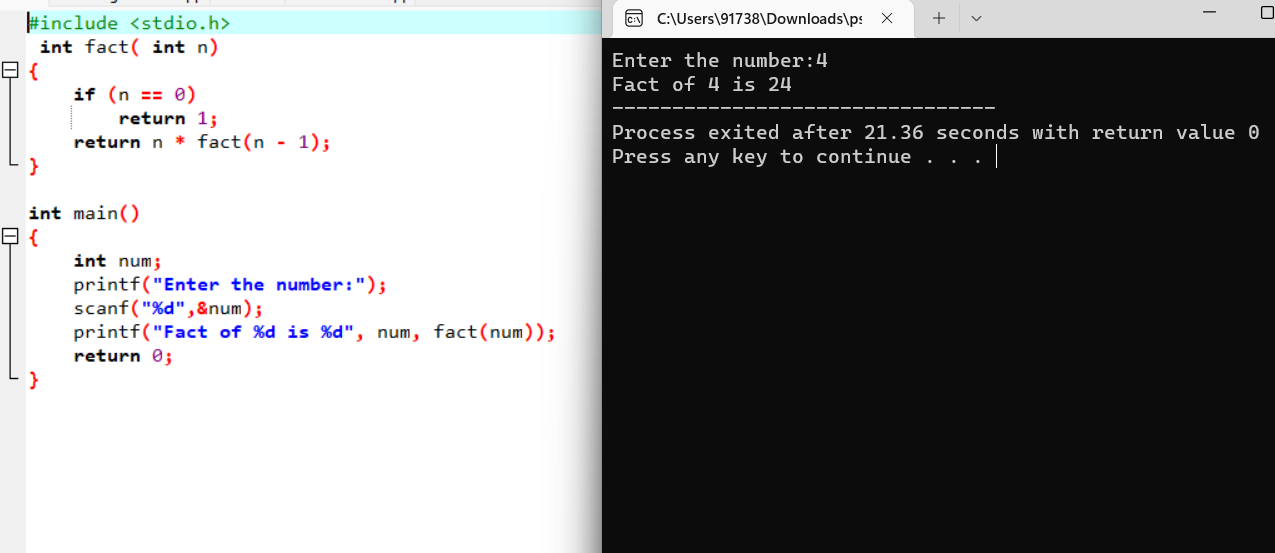 #include <stdio.h>
int fact( int n)
{
if (n == 0)
return 1;
return n * fact(n - 1);
}
int main()
{
int num;
printf("Enter the number:");
scanf("%d",&num);
printf("Fact of %d is %d", num, fact(num));
return 0;
}
C:\Users\91738\Downloads\ps
Enter the number:4
Fact of 4 is 24
--------------------------------
Process exited after 21.36 seconds with return value 0
Press any key to continue . . .